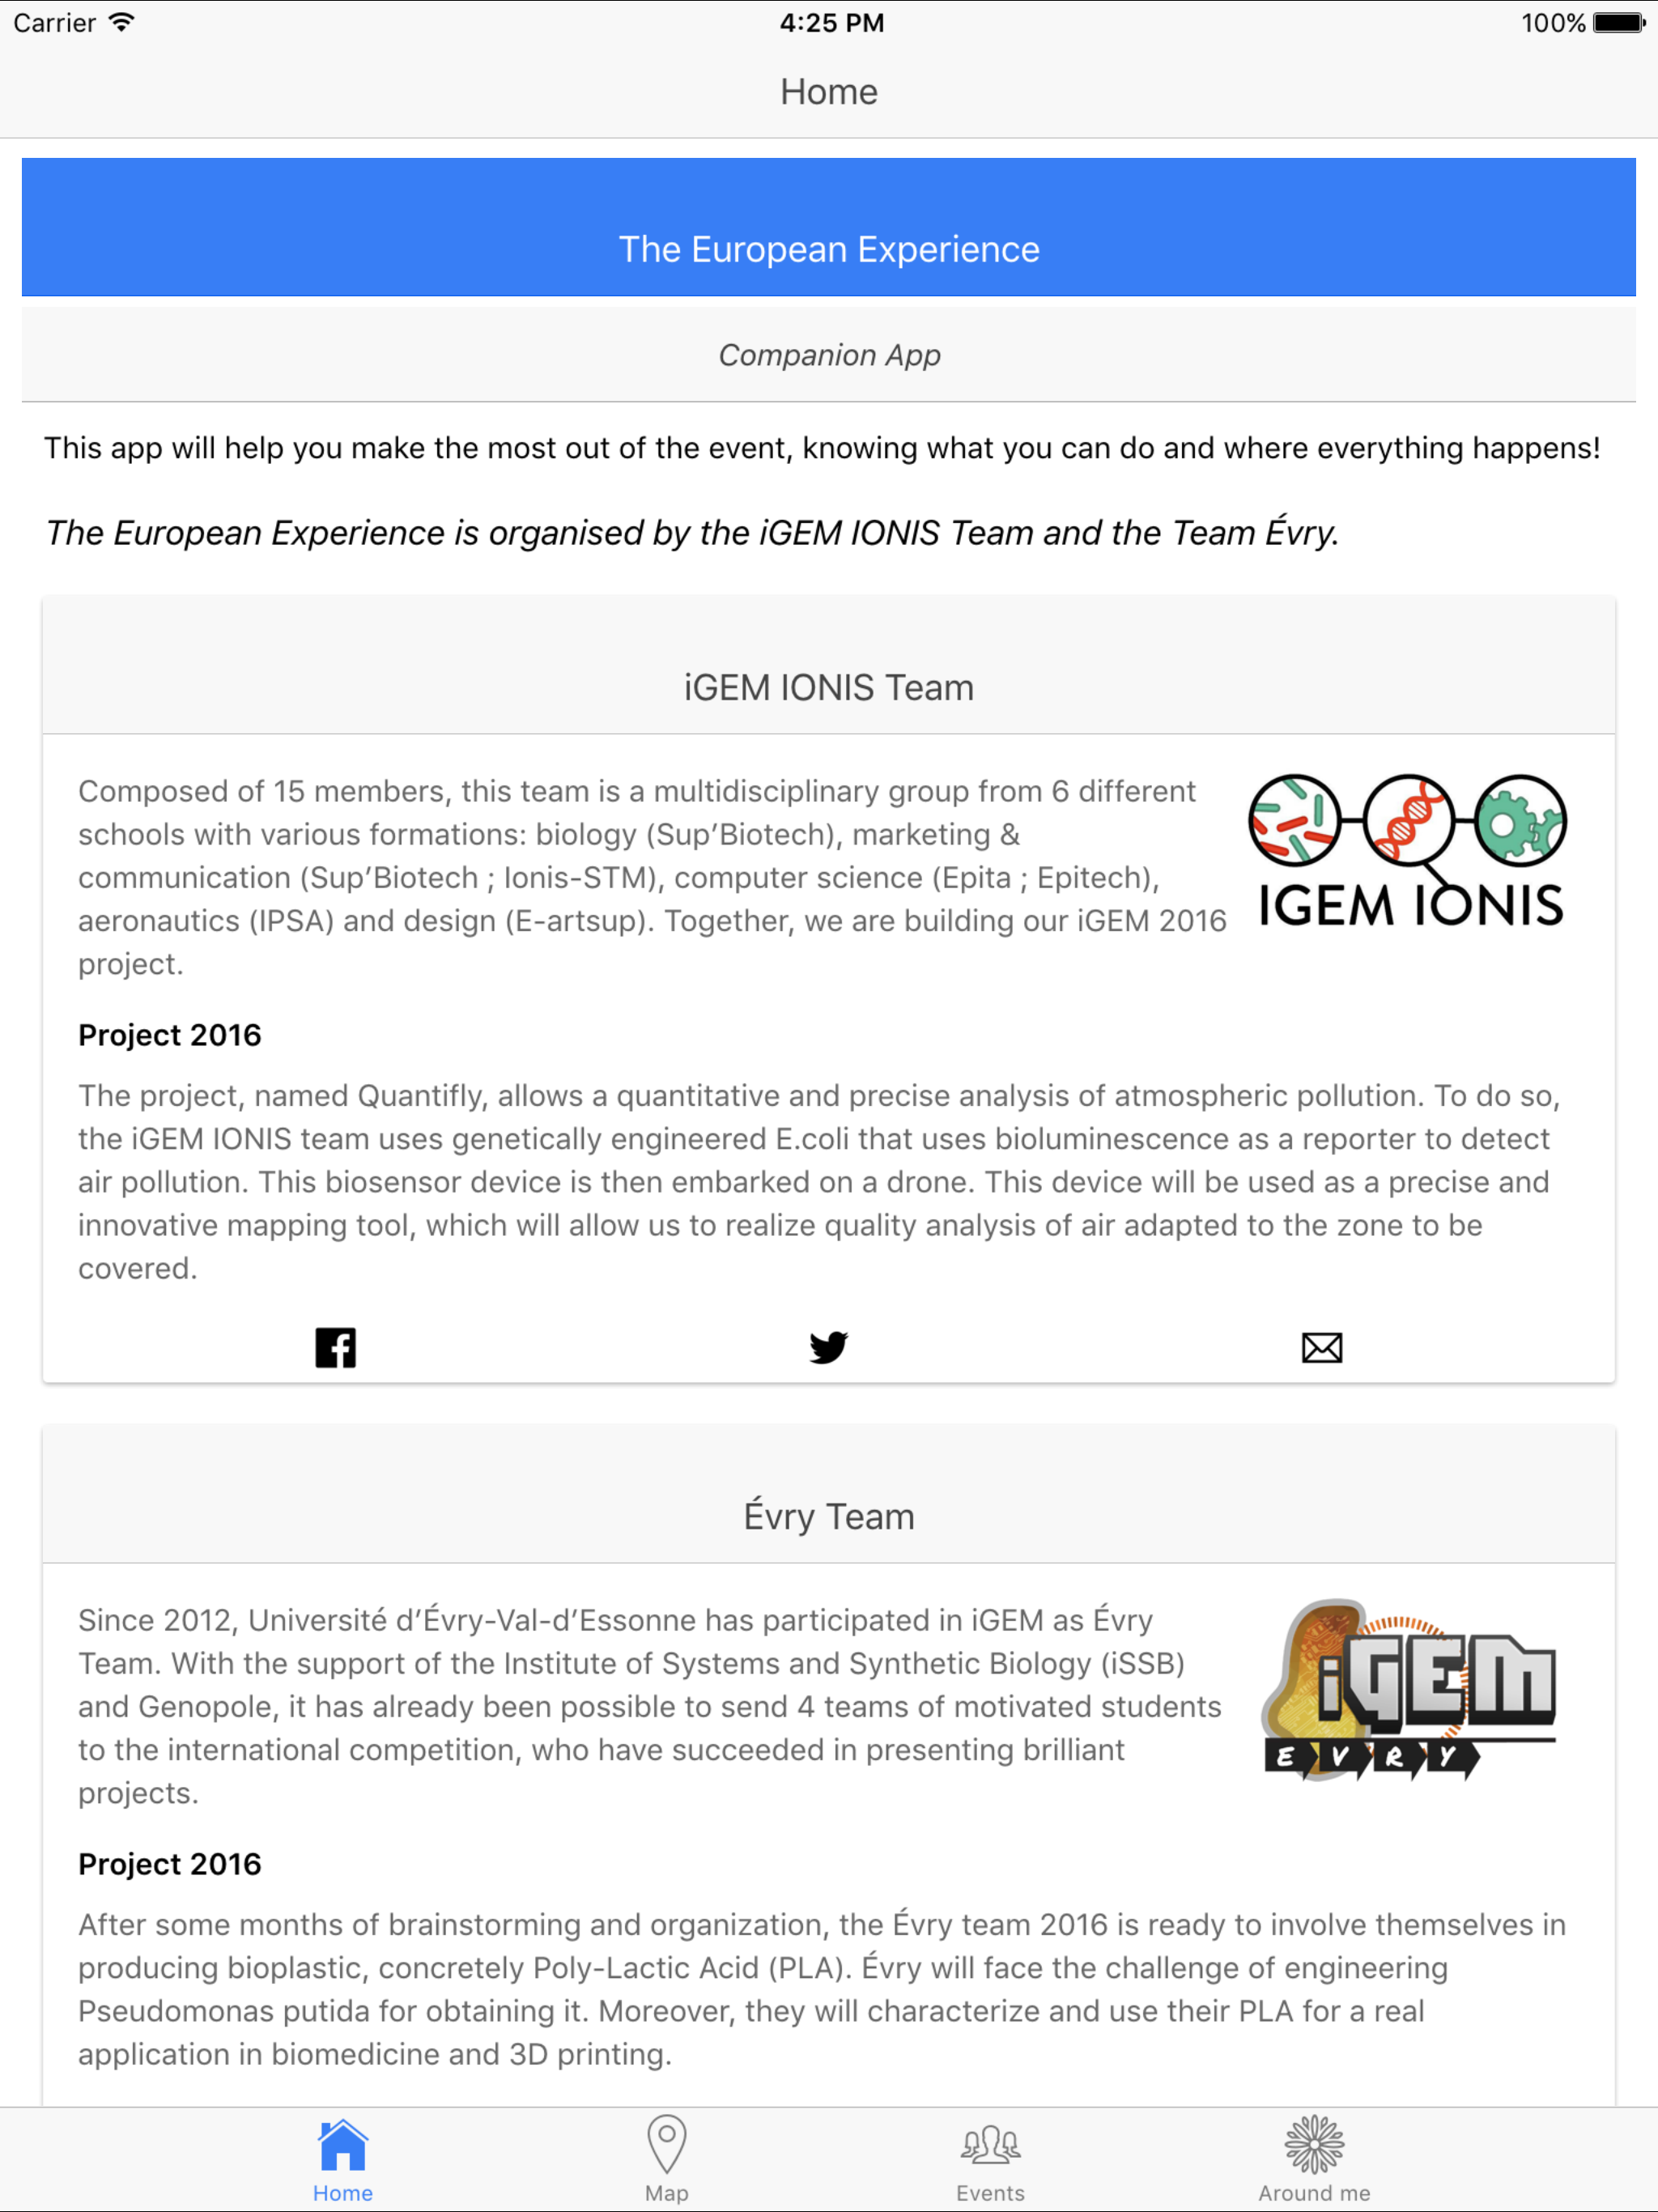 Carrier
4:25 PM
100%
Home
The European Experience
Companion App
This app will help you make the most out of the event, knowing what you can do and where everything happens!
The European Experience is organised by the iGEM IONIS Team and the Team Évry.
iGEM IONIS Team
Composed of 15 members, this team is a multidisciplinary group from 6 different
schools with various formations: biology (Sup’Biotech), marketing &
communication (Sup’Biotech ; Ionis-STM), computer science (Epita ; Epitech),
aeronautics (IPSA) and design (E-artsup). Together, we are building our iGEM 2016
project.
IGEM IONIS
Project 2016
The project, named Quantifly, allows a quantitative and precise analysis of atmospheric pollution. To do so,
the iGEM IONIS team uses genetically engineered E.coli that uses bioluminescence as a reporter to detect
air pollution. This biosensor device is then embarked on a drone. This device will be used as a precise and
innovative mapping tool, which will allow us to realize quality analysis of air adapted to the zone to be
covered.
Évry Team
Since 2012, Université d’Évry-Val-d’Essonne has participated in iGEM as Évry
Team. With the support of the Institute of Systems and Synthetic Biology (iSSB)
and Genopole, it has already been possible to send 4 teams of motivated students
to the international competition, who have succeeded in presenting brilliant
projects.
iGEM
EVRY
Project 2016
After some months of brainstorming and organization, the Évry team 2016 is ready to involve themselves in
producing bioplastic, concretely Poly-Lactic Acid (PLA). Évry will face the challenge of engineering
Pseudomonas putida for obtaining it. Moreover, they will characterize and use their PLA for a real
application in biomedicine and 3D printing.
Home
Map
Events
Around me